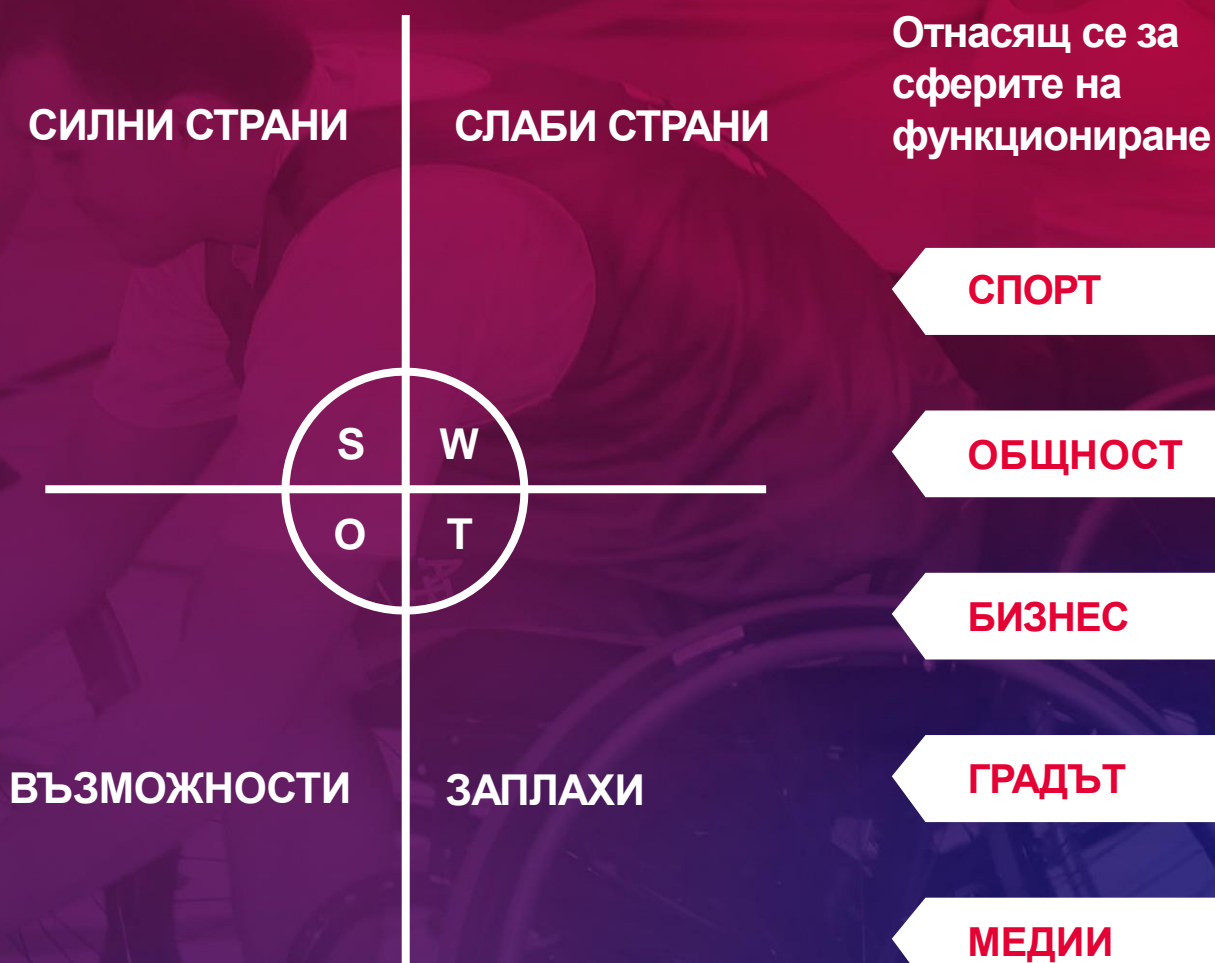 СИЛНИ СТРАНИ
СЛАБИ СТРАНИ
S
W
O
T
ВЪЗМОЖНОСТИ
ЗАПЛАХИ
Отнасящ се за
сферите на
функциониране
СПОРТ
ОБЩНОСТ
БИЗНЕС
ГРАДЪТ
МЕДИИ